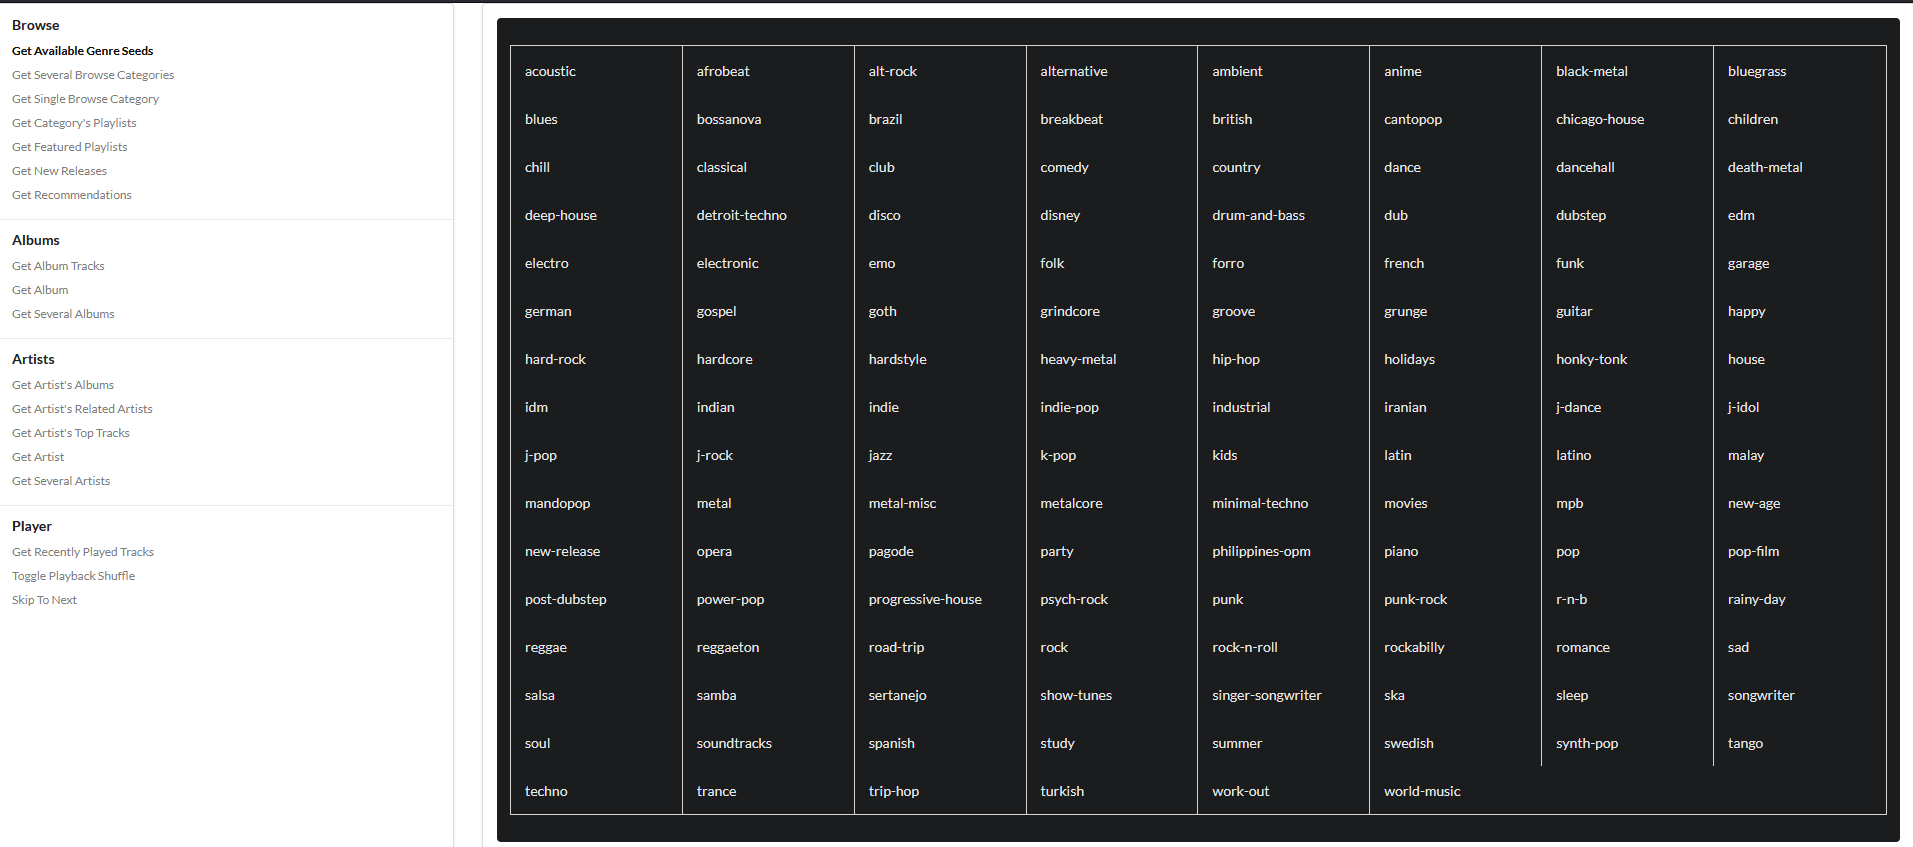 Browse
Get Available Genre Seeds
Get Several Browse Categories
Get Single Browse Category
Get Category's Playlists
Get Featured Playlists
Get New Releases
Get Recommendations
Albums
Get Album Tracks
Get Album
Get Several Albums
Artists
Get Artist's Albums
Get Artist's Related Artists
Get Artist's Top Tracks
Get Artist
Get Several Artists
Player
Get Recently Played Tracks
Toggle Playback Shuffle
Skip To Next
acoustic afrobeat alt-rock alternative ambient anime black-metal bluegrass
blues bossanova brazil breakbeat british cantopop chicago-house children
chill classical club comedy country dance dancehall death-metal
deep-house detroit-techno disco disney drum-and-bass dub dubstep edm
electro electronic emo folk forro french funk garage
german gospel goth grindcore groove grunge guitar happy
hard-rock hardcore hardstyle heavy-metal hip-hop holidays honky-tonk house
idm indian indie indie-pop industrial iranian j-dance j-idol
j-pop j-rock jazz k-pop kids latin latino malay
mandopop metal metal-misc metalcore minimal-techno movies mpb new-age
new-release opera pagode party philippines-opm piano pop pop-film
post-dubstep power-pop progressive-house psych-rock punk punk-rock r-n-b rainy-day
reggae reggaeton road-trip rock rock-n-roll rockabilly romance sad
salsa samba sertanejo show-tunes singer-songwriter ska sleep songwriter
soul soundtracks spanish study summer swedish synth-pop tango
techno trance trip-hop turkish work-out world-music